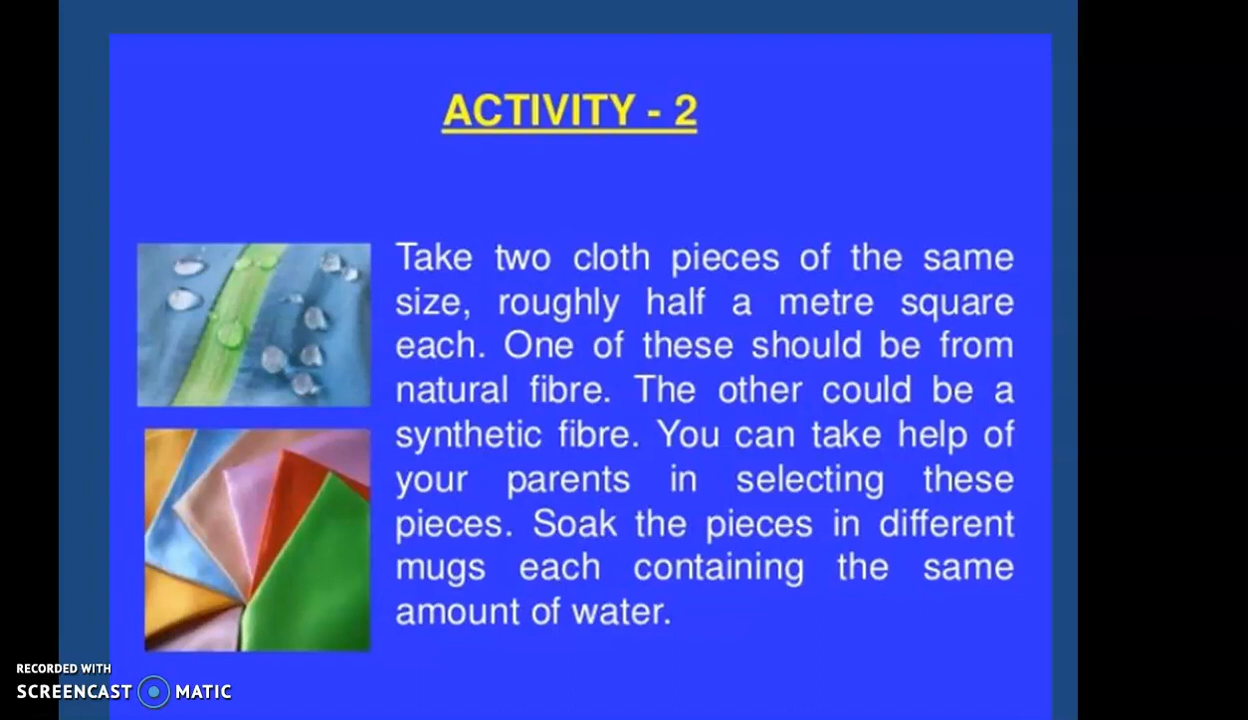 ACTIVITY - 2
Take two cloth pieces of the same
size, roughly half a metre square
each. One of these should be from
natural fibre. The other could be a
synthetic fibre. You can take help of
your parents in selecting these
pieces. Soak the pieces in different
mugs each containing the same
amount of water.
RECORDED WITH
SCREENCAST MATIC